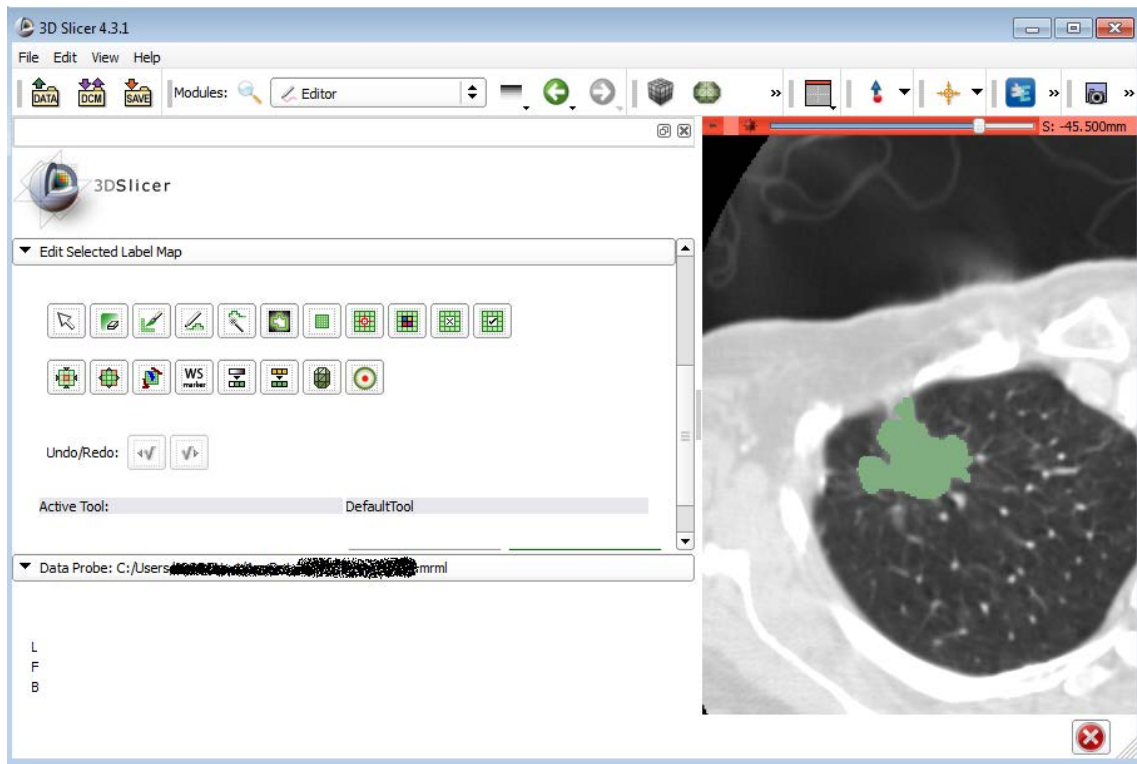 3D Slicer 4.3.1
File Edit View Help
DATA DCM SAVE Modules: Editor
S: -45.500mm
3DSlicer
Edit Selected Label Map
WS
marker
Undo/Redo:
Active Tool: DefaultTool
Data Probe: C:/Users mrml
L
F
B